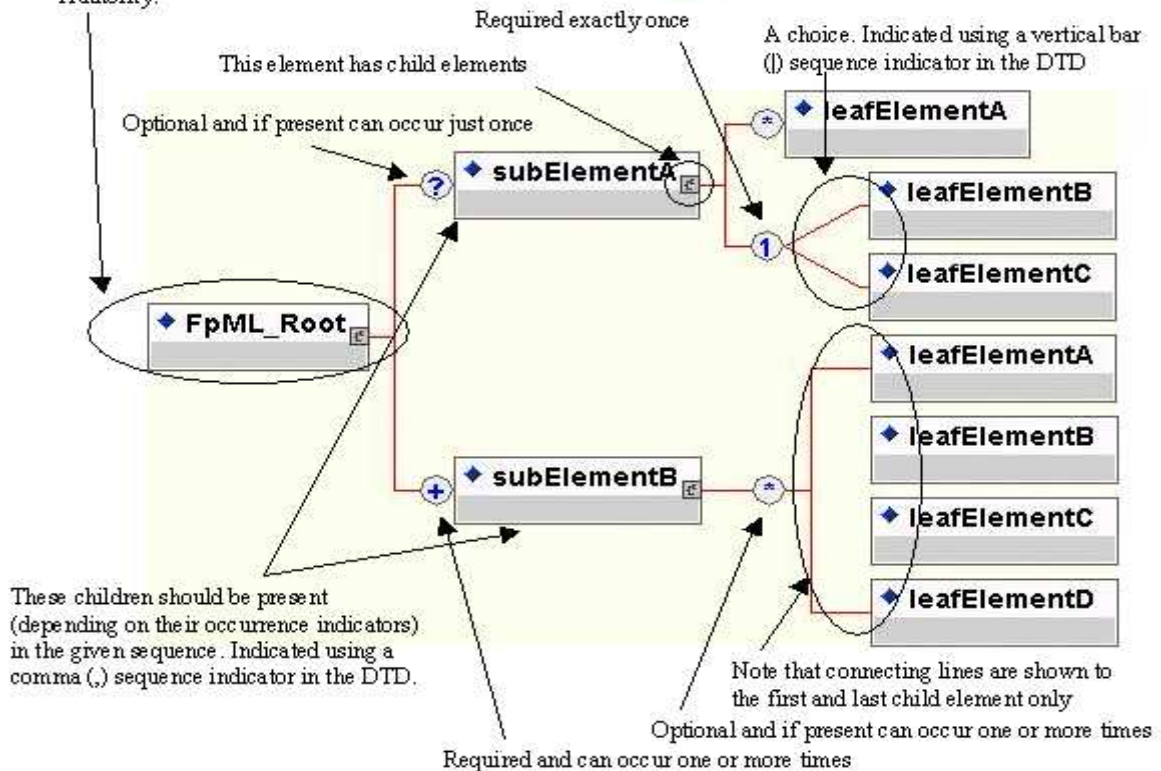 Authority.
Required exactly once
A choice. Indicated using a vertical bar
(|) sequence indicator in the DTD
This element has child elements
leafElementA
*
Optional and if present can occur just once
subElementA
?
leafElementB
1
leafElementC
FpML_Root
leafElementA
leafElementB
subElementB
+
*
leafElementC
leafElementD
These children should be present
(depending on their occurrence indicators)
in the given sequence. Indicated using a
comma (,) sequence indicator in the DTD.
Note that connecting lines are shown to
the first and last child element only
Optional and if present can occur one or more times
Required and can occur one or more times